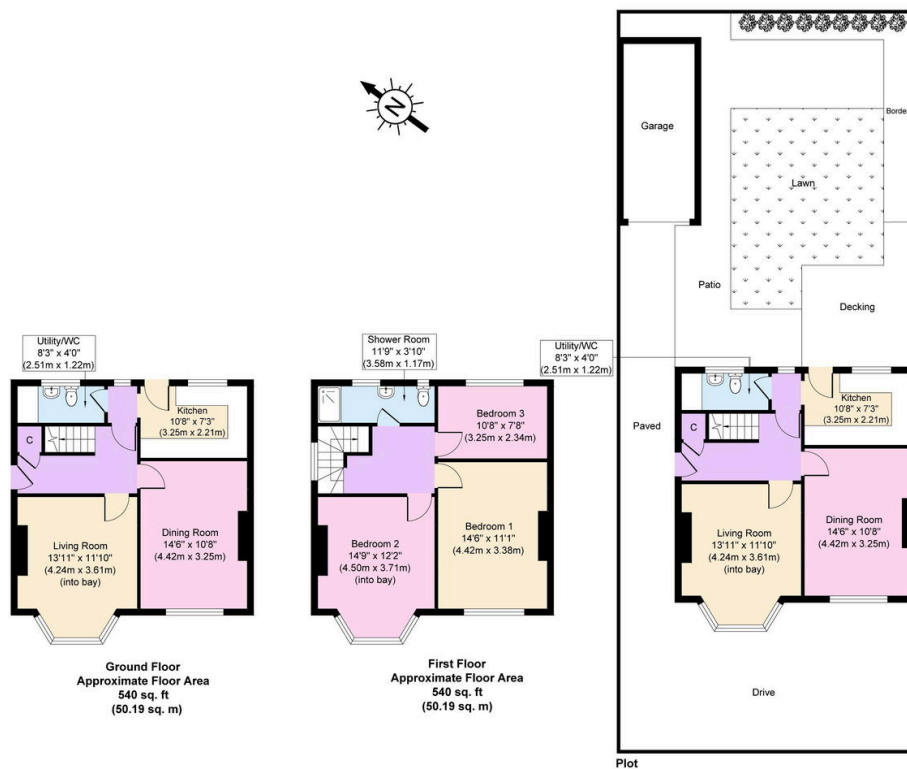 N
Utility/WC
8'3" x 4'0"
(2.51m x 1.22m)
Kitchen
10'8" x 7'3"
(3.25m x 2.21m)
C
Living Room
13'11" x 11'10"
(4.24m x 3.61m)
(into bay)
Dining Room
14'6" x 10'8"
(4.42m x 3.25m)
Ground Floor
Approximate Floor Area
540 sq. ft
(50.19 sq. m)
Shower Room
11'9" x 3'10"
(3.58m x 1.17m)
Bedroom 3
10'8" x 7'8"
(3.25m x 2.34m)
Bedroom 2
14'9" x 12'2"
(4.50m x 3.71m)
(into bay)
Bedroom 1
14'6" x 11'1"
(4.42m x 3.38m)
First Floor
Approximate Floor Area
540 sq. ft
(50.19 sq. m)
Garage
Borde
Lawn
Patio
Decking
Utility/WC
8'3" x 4'0"
(2.51m x 1.22m)
Kitchen
10'8" x 7'3"
(3.25m x 2.21m)
Paved
C
Living Room
13'11" x 11'10"
(4.24m x 3.61m)
(into bay)
Dining Room
14'6" x 10'8"
(4.42m x 3.25m)
Drive
Plot